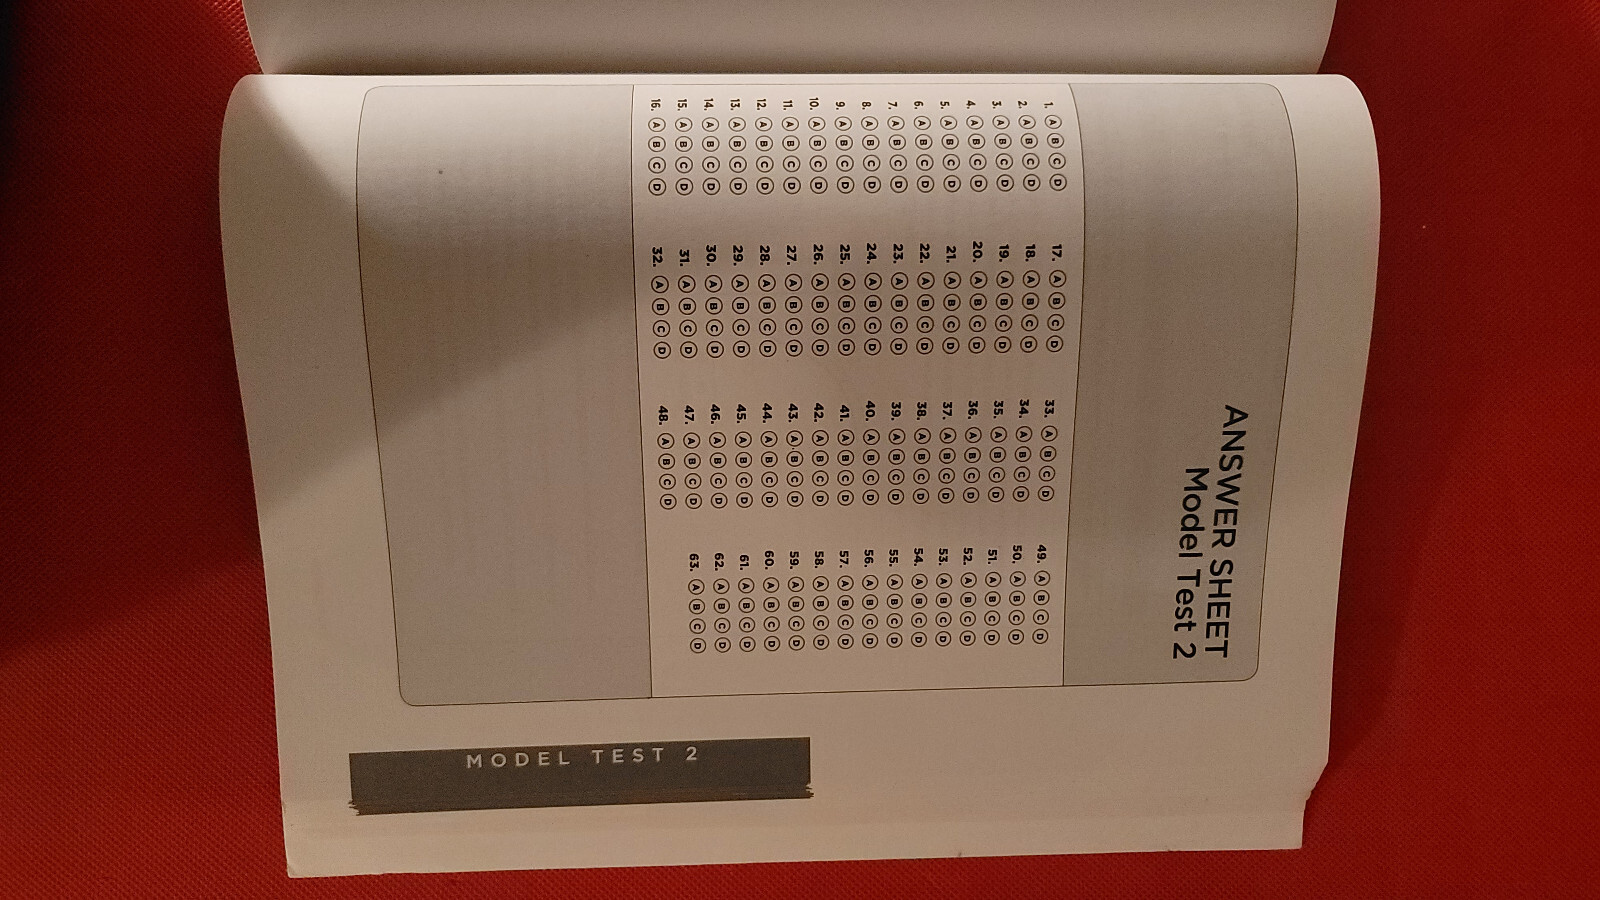 ANSWER SHEET
Model Test 2
1. A B C D
2. A B C D
3. A B C D
4. A B C D
5. A B C D
6. A B C D
7. A B C D
8. A B C D
9. A B C D
10. A B C D
11. A B C D
12. A B C D
13. A B C D
14. A B C D
15. A B C D
16. A B C D
17. A B C D
18. A B C D
19. A B C D
20. A B C D
21. A B C D
22. A B C D
23. A B C D
24. A B C D
25. A B C D
26. A B C D
27. A B C D
28. A B C D
29. A B C D
30. A B C D
31. A B C D
32. A B C D
33. A B C D
34. A B C D
35. A B C D
36. A B C D
37. A B C D
38. A B C D
39. A B C D
40. A B C D
41. A B C D
42. A B C D
43. A B C D
44. A B C D
45. A B C D
46. A B C D
47. A B C D
48. A B C D
49. A B C D
50. A B C D
51. A B C D
52. A B C D
53. A B C D
54. A B C D
55. A B C D
56. A B C D
57. A B C D
58. A B C D
59. A B C D
60. A B C D
61. A B C D
62. A B C D
63. A B C D
MODEL TEST 2